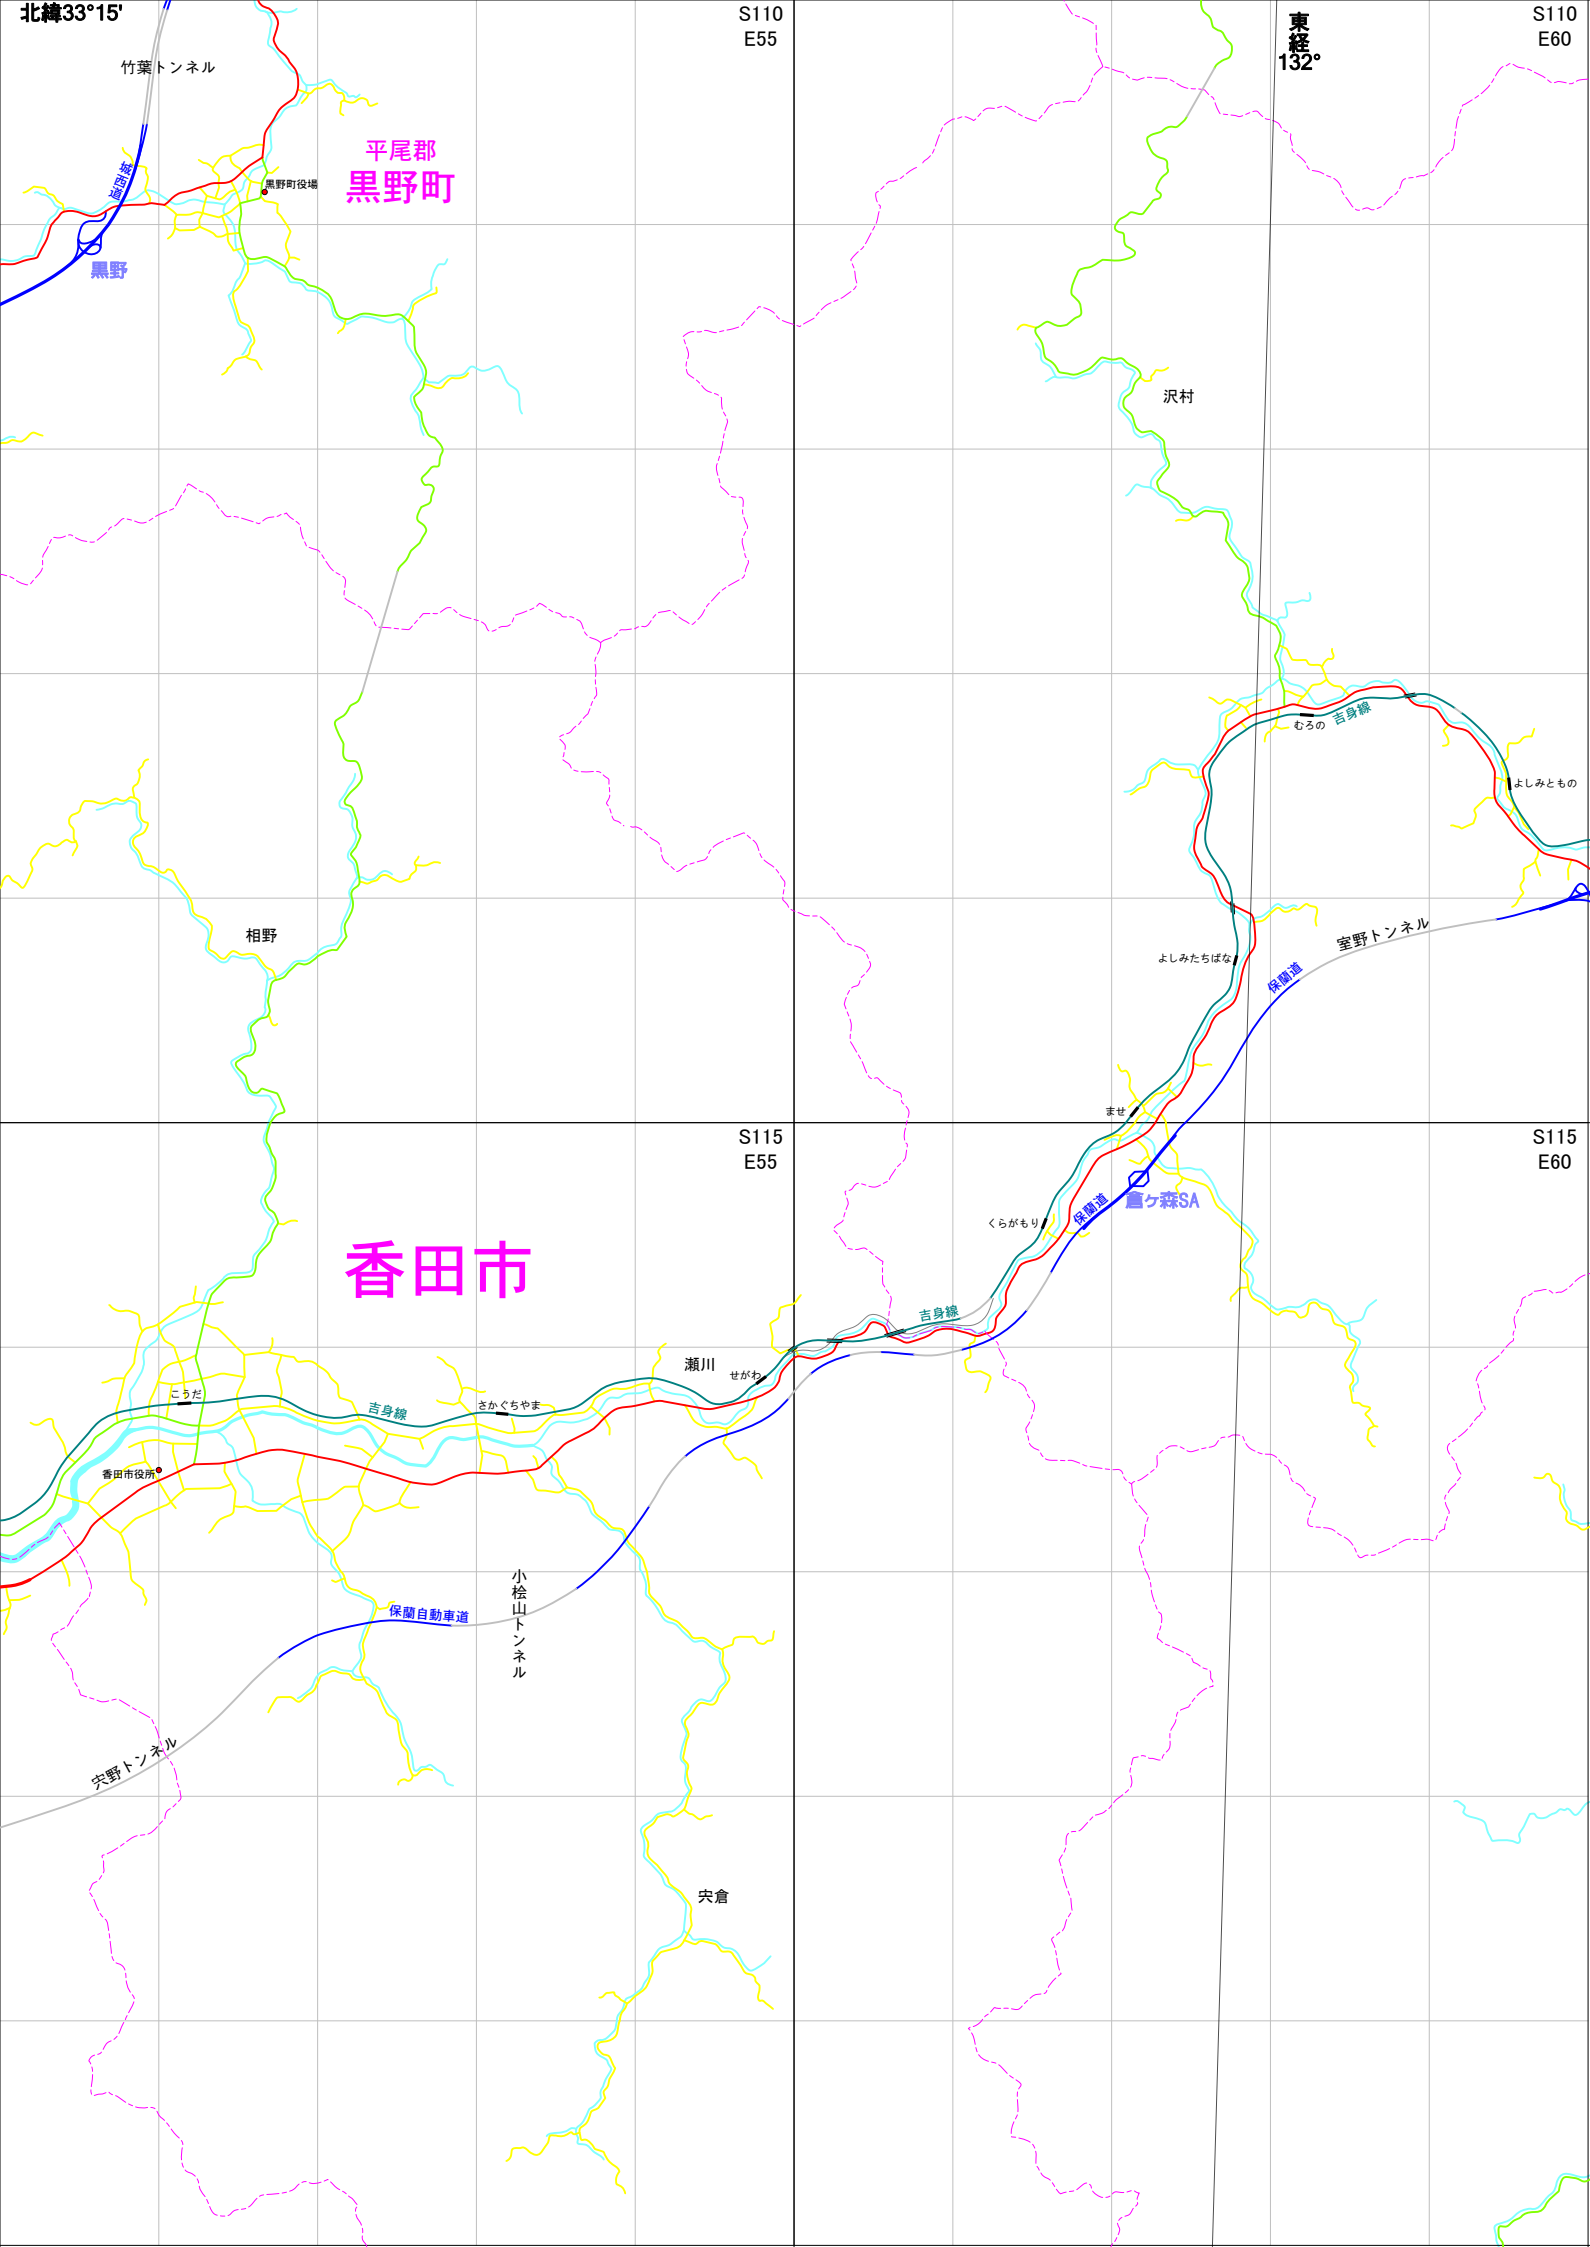 北緯33°15'
S110
E55
東経
132°
S110
E60
竹葉トンネル
平尾郡
黒野町
城西道
黒野町役場
黒野
沢村
むろの
吉身線
よしみともの
相野
室野トンネル
よしみたちばな
保蘭道
ませ
S115
E55
S115
E60
倉ヶ森SA
保蘭道
くらがもり
香田市
吉身線
瀬川
せがわ
こうだ
吉身線
さかぐちやま
香田市役所
小桧山トンネル
保蘭自動車道
宍野トンネル
宍倉